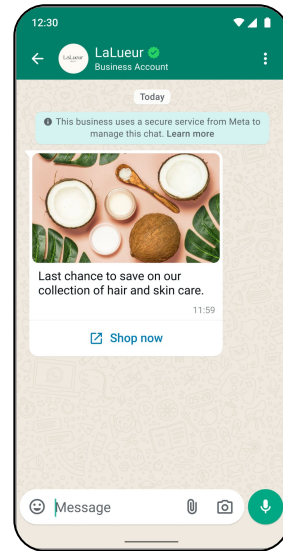 12:30
LaLueur
LaLueur
Business Account
Today
This business uses a secure service from Meta to
manage this chat. Learn more
Last chance to save on our
collection of hair and skin care.
11:59
Shop now
Message